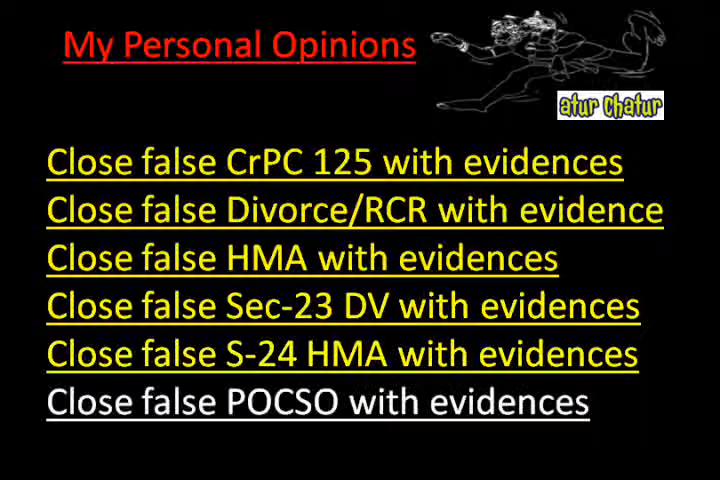 My Personal Opinions
atur Chatur
Close false CrPC 125 with evidences
Close false Divorce/RCR with evidence
Close false HMA with evidences
Close false Sec-23 DV with evidences
Close false S-24 HMA with evidences
Close false POCSO with evidences